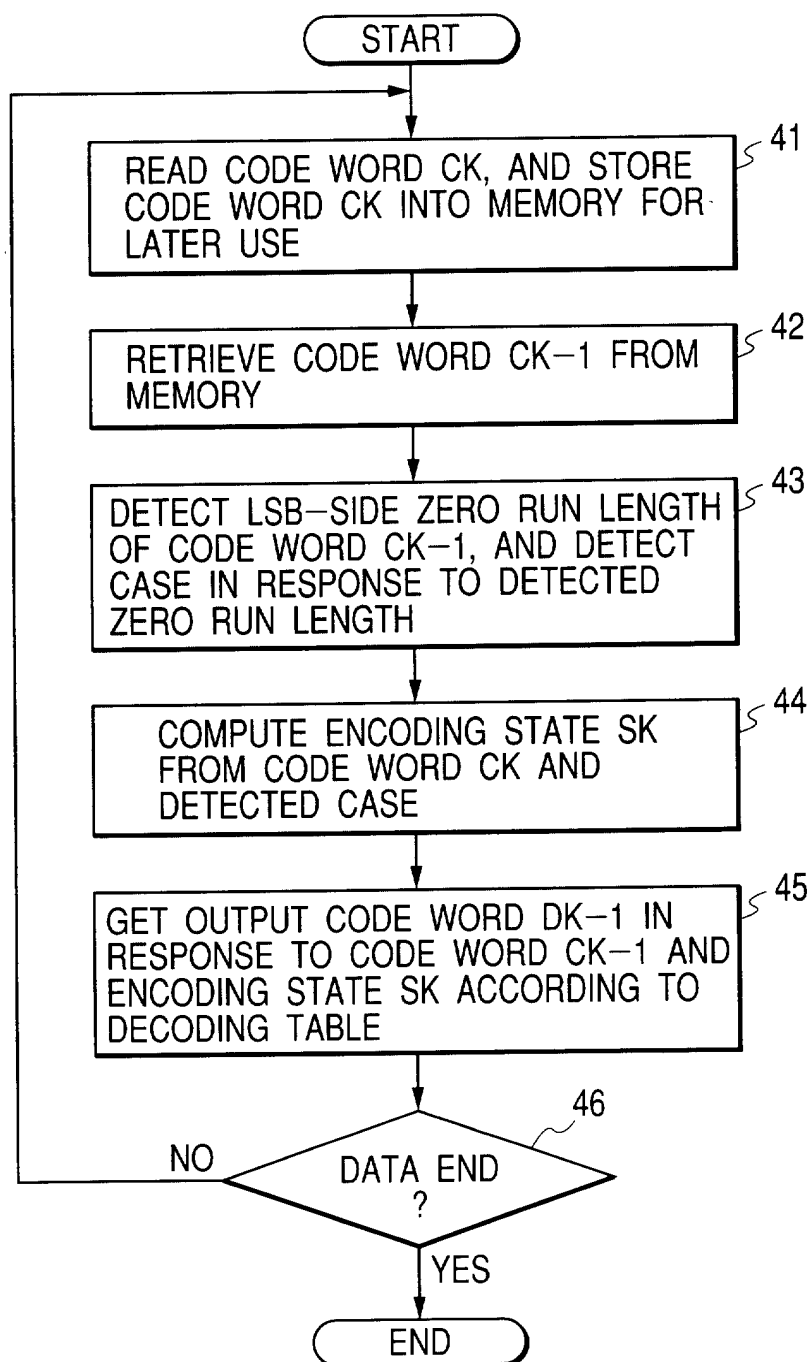 START
41
READ CODE WORD CK, AND STORE
CODE WORD CK INTO MEMORY FOR
LATER USE
42
RETRIEVE CODE WORD CK-1 FROM
MEMORY
43
DETECT LSB-SIDE ZERO RUN LENGTH
OF CODE WORD CK-1, AND DETECT
CASE IN RESPONSE TO DETECTED
ZERO RUN LENGTH
44
COMPUTE ENCODING STATE SK
FROM CODE WORD CK AND
DETECTED CASE
45
GET OUTPUT CODE WORD DK-1 IN
RESPONSE TO CODE WORD CK-1 AND
ENCODING STATE SK ACCORDING TO
DECODING TABLE
46
NO
DATA END
?
YES
END